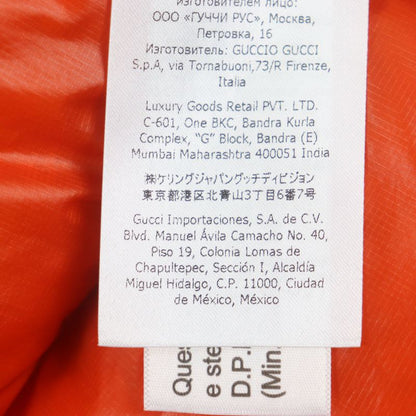 изготовителем лицо:
ООО «ГУЧЧИ РУС», Москва,
Петровка, 16
Изготовитель: GUCCIO GUCCI
S.p.A, via Tornabuoni,73/R Firenze,
Italia
Luxury Goods Retail PVT. LTD.
C-601, One BKC, Bandra Kurla
Complex, “G” Block, Bandra (E)
Mumbai Maharashtra 400051 India
㈱ケリングジャパングッチディビジョン
東京都港区北青山3丁目6番7号
Gucci Importaciones, S.A. de C.V.
Blvd. Manuel Ávila Camacho No. 40,
Piso 19, Colonia Lomas de
Chapultepec, Sección I, Alcaldía
Miguel Hidalgo, C.P. 11000, Ciudad
de México, México
Ques
e ste
D.P.
(Min.